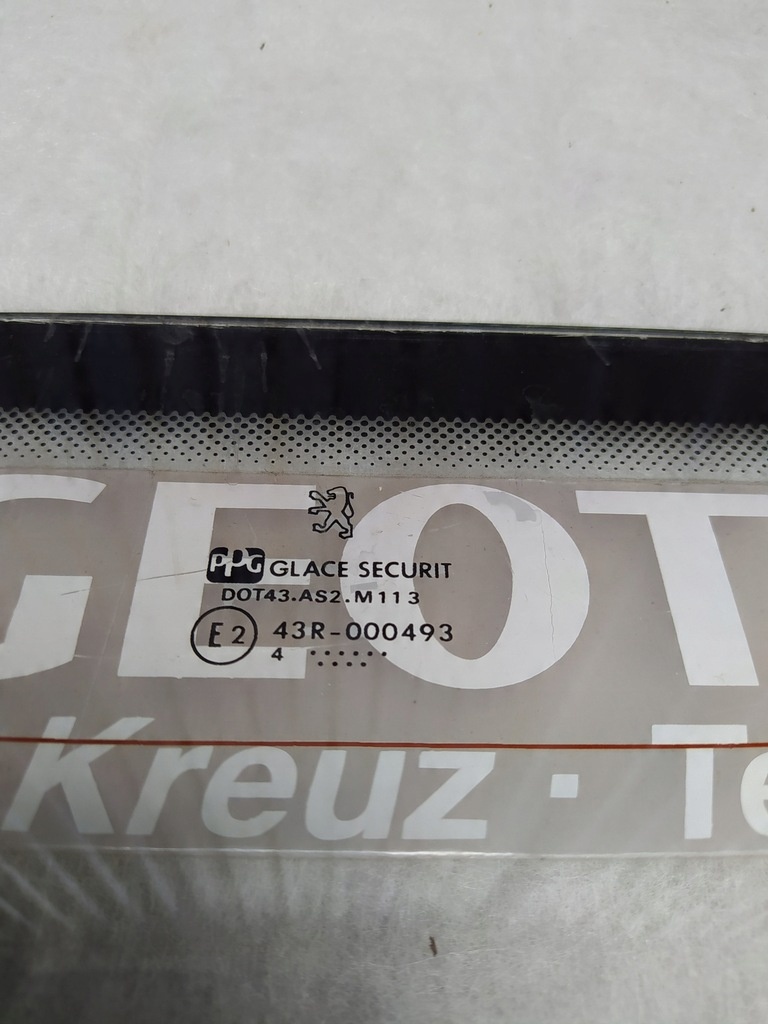 GEOT
PPG GLACE SECURIT
DOT43.AS2.M113
E2 43R-000493
4
Kreuz · Te